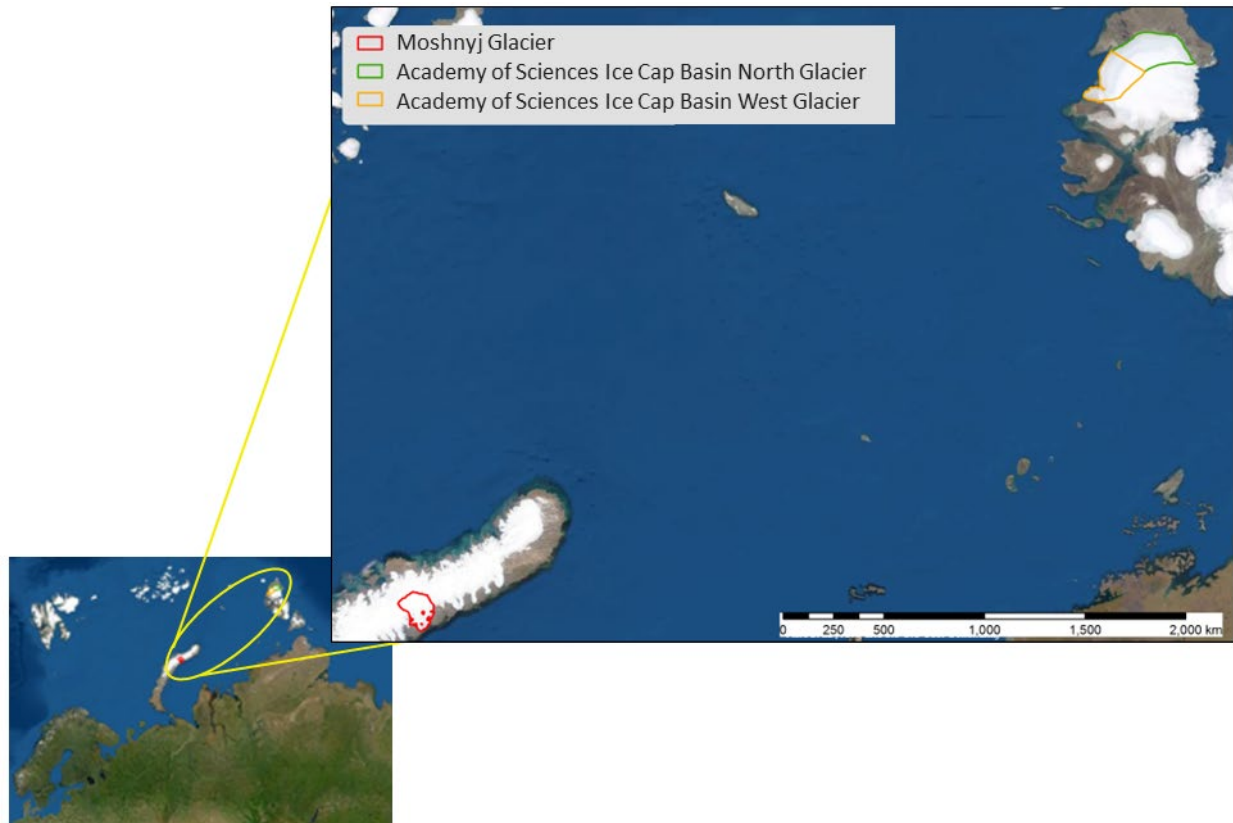 Moshnyj Glacier
Academy of Sciences Ice Cap Basin North Glacier
Academy of Sciences Ice Cap Basin West Glacier
0 250 500 1,000 1,500 2,000 km